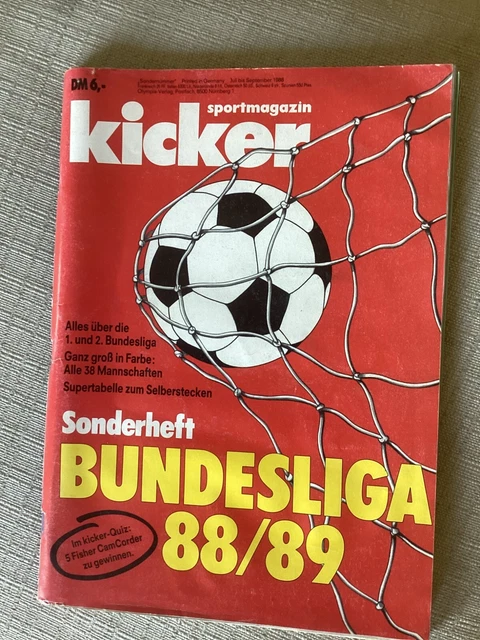 DM 6,-
sportmagazin
kicker
Alles über die
1. und 2. Bundesliga
Ganz groß in Farbe:
Alle 38 Mannschaften
Supertabelle zum Selberstecken
Sonderheft
BUNDESLIGA
88/89
Im kicker-Quiz:
5 Fisher CamCorder
zu gewinnen.